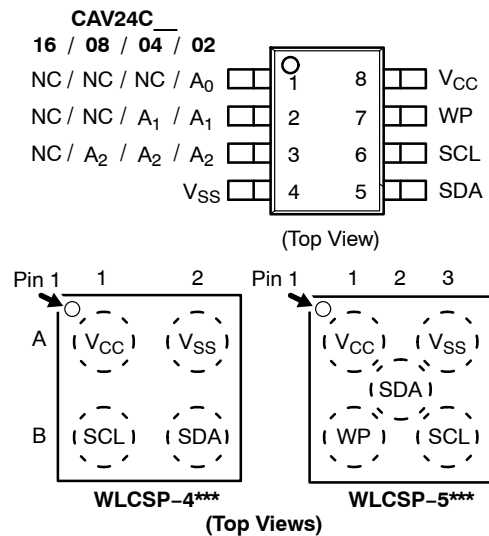 CAV24C__
16 / 08 / 04 / 02
NC / NC / NC / A0 1 8 VCC
NC / NC / A1 / A1 2 7 WP
NC / A2 / A2 / A2 3 6 SCL
VSS 4 5 SDA
(Top View)
Pin 1 1 2
A VCC VSS
B SCL SDA
WLCSP–4***
Pin 1 1 2 3
VCC VSS
SDA
WP SCL
WLCSP–5***
(Top Views)